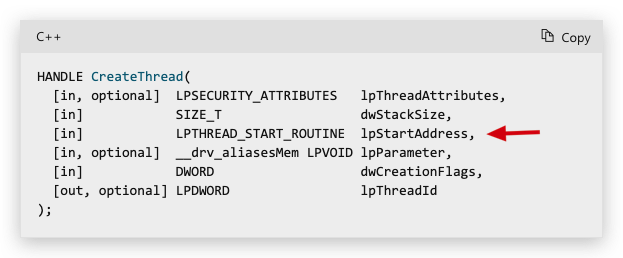 C++ Copy
HANDLE CreateThread(
  [in, optional]  LPSECURITY_ATTRIBUTES   lpThreadAttributes,
  [in]            SIZE_T                  dwStackSize,
  [in]            LPTHREAD_START_ROUTINE  lpStartAddress,
  [in, optional]  __drv_aliasesMem LPVOID lpParameter,
  [in]            DWORD                   dwCreationFlags,
  [out, optional] LPDWORD                 lpThreadId
);